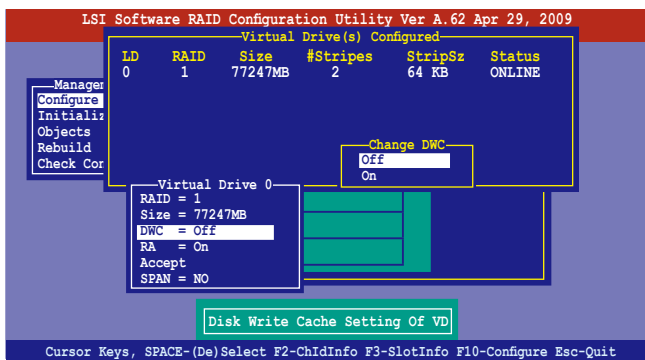 LSI Software RAID Configuration Utility Ver A.62 Apr 29, 2009
Virtual Drive(s) Configured
LD RAID Size #Stripes StripSz Status
0 1 77247MB 2 64 KB ONLINE
Managem
Configure
Initializ
Objects
Rebuild
Check Con
Change DWC
Off
On
Virtual Drive 0
RAID = 1
Size = 77247MB
DWC = Off
RA = On
Accept
SPAN = NO
Disk Write Cache Setting Of VD
Cursor Keys, SPACE-(De)Select F2-ChIdInfo F3-SlotInfo F10-Configure Esc-Quit